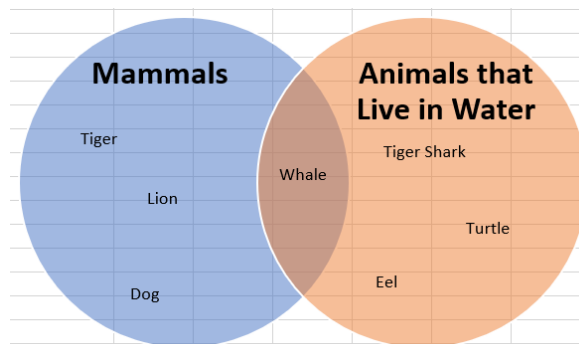 Mammals
Animals that
Live in Water
Tiger
Tiger Shark
Whale
Lion
Turtle
Eel
Dog